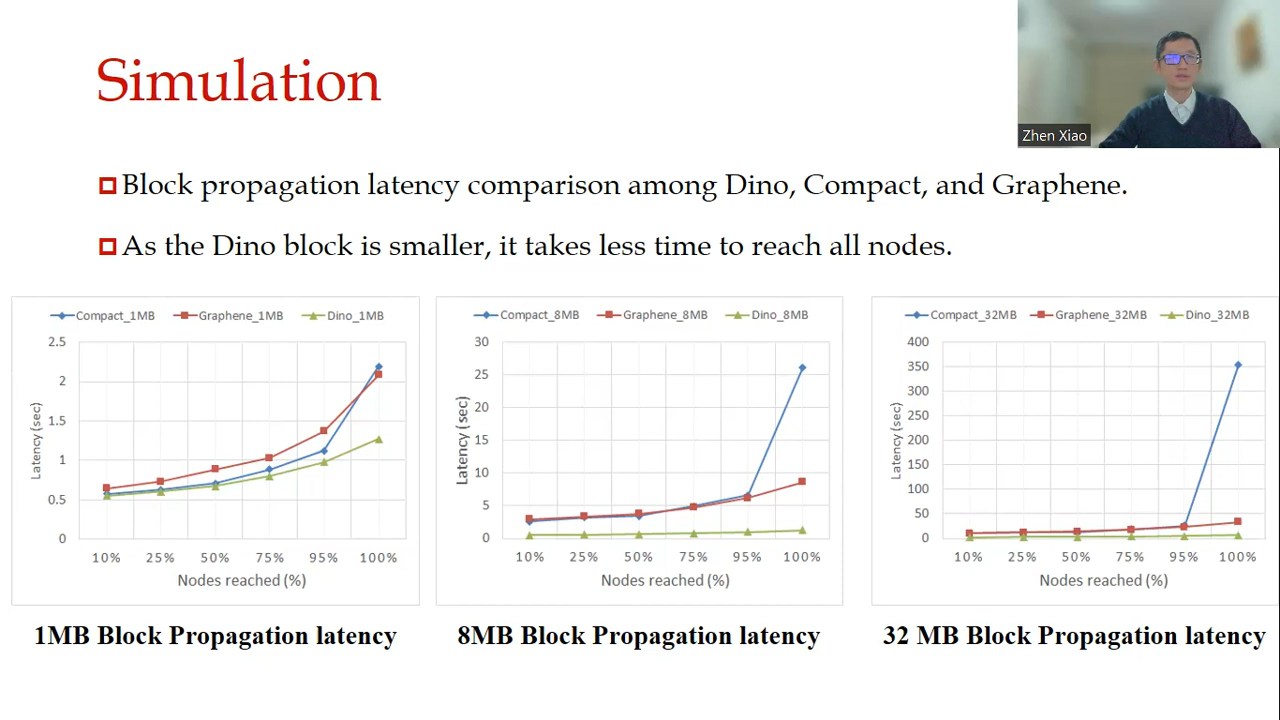 Simulation
Zhen Xiao
Block propagation latency comparison among Dino, Compact, and Graphene.
As the Dino block is smaller, it takes less time to reach all nodes.
Compact_1MB Graphene_1MB Dino_1MB
2.5
2
1.5
1
0.5
0
Latency (sec)
10% 25% 50% 75% 95% 100%
Nodes reached (%)
1MB Block Propagation latency
Compact_8MB Graphene_8MB Dino_8MB
30
25
20
15
10
5
0
Latency (sec)
10% 25% 50% 75% 95% 100%
Nodes reached (%)
8MB Block Propagation latency
Compact_32MB Graphene_32MB Dino_32MB
400
350
300
250
200
150
100
50
0
Latency (sec)
10% 25% 50% 75% 95% 100%
Nodes reached (%)
32 MB Block Propagation latency